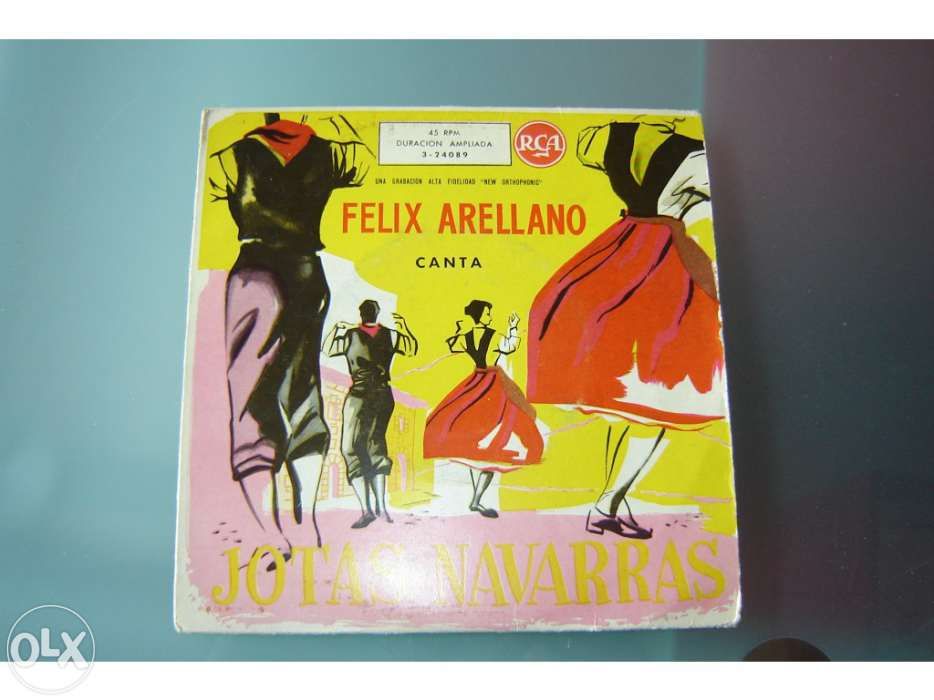 45 RPM
DURACION AMPLIADA
3-24089
RCA
UNA GRABACION ALTA FIDELIDAD "NEW ORTHOPHONIC"
FELIX ARELLANO
CANTA
JOTAS NAVARRAS
OLX